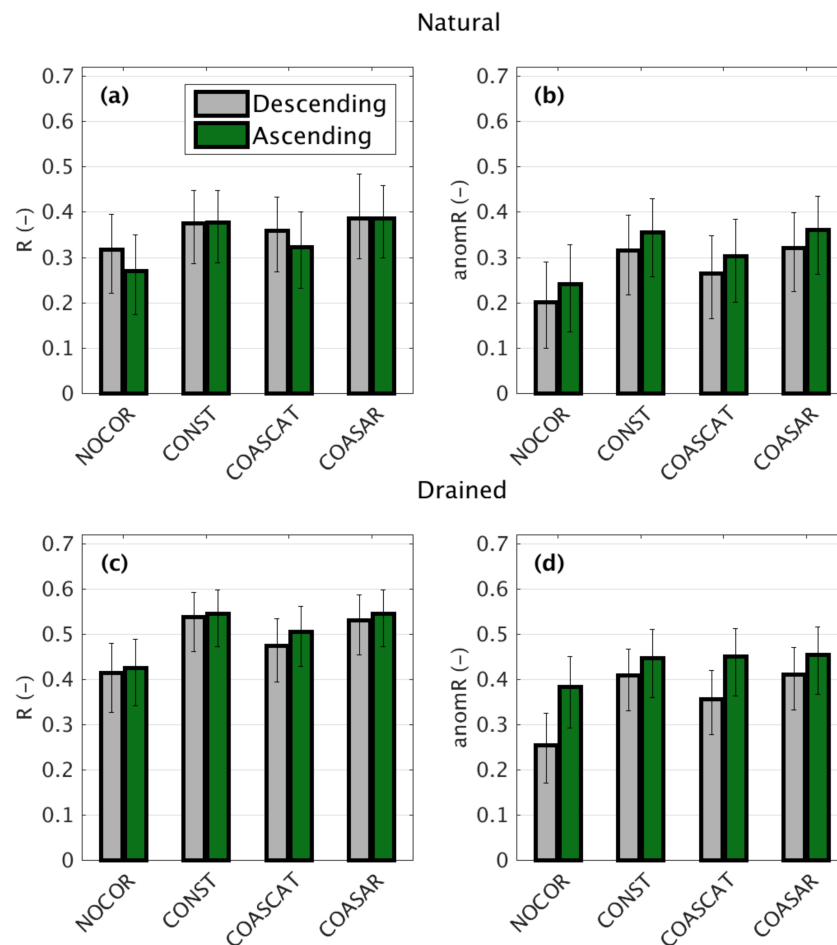 Natural
(a)
Descending
Ascending
R (-)
0.7
0.6
0.5
0.4
0.3
0.2
0.1
0
NOCOR
CONST
COASCAT
COASAR
(b)
anomR (-)
0.7
0.6
0.5
0.4
0.3
0.2
0.1
0
NOCOR
CONST
COASCAT
COASAR
Drained
(c)
R (-)
0.7
0.6
0.5
0.4
0.3
0.2
0.1
0
NOCOR
CONST
COASCAT
COASAR
(d)
anomR (-)
0.7
0.6
0.5
0.4
0.3
0.2
0.1
0
NOCOR
CONST
COASCAT
COASAR